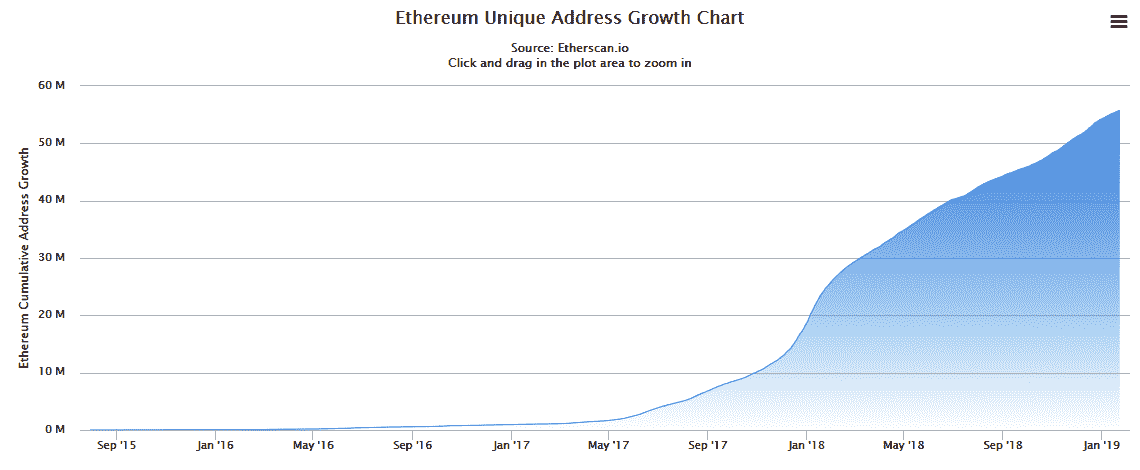 Ethereum Unique Address Growth Chart
Source: Etherscan.io
Click and drag in the plot area to zoom in
Ethereum Cumulative Address Growth
60 M
50 M
40 M
30 M
20 M
10 M
0 M
Sep '15 Jan '16 May '16 Sep '16 Jan '17 May '17 Sep '17 Jan '18 May '18 Sep '18 Jan '19